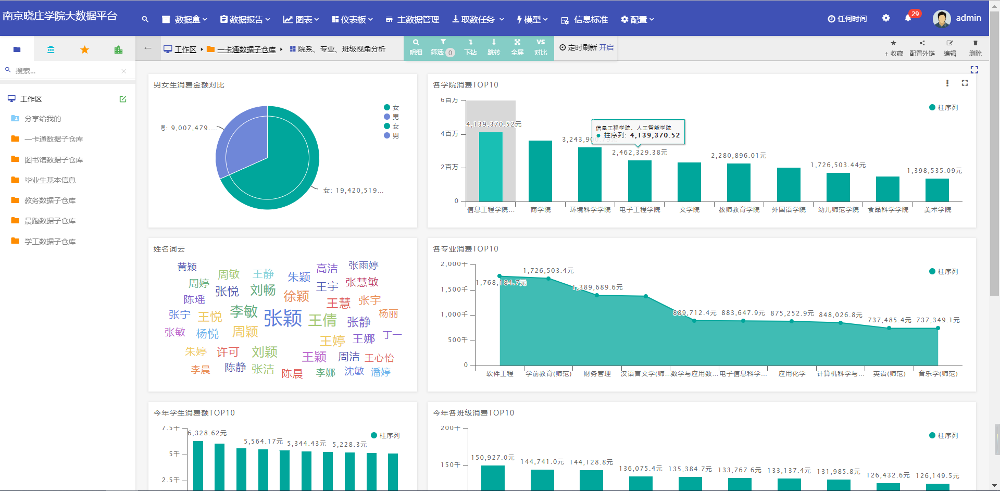 南京晓庄学院大数据平台
数据盒
数据报告
图表
仪表板
主数据管理
取数任务
模型
信息标准
配置
任何时间
29
admin
工作区
一卡通数据子仓库
院系、专业、班级视角分析
明细
筛选 0
下钻
跳转
全屏
VS
对比
定时刷新 开启
+ 收藏
配置外链
编辑
删除
搜索...
工作区
分享给我的
一卡通数据子仓库
图书馆数据子仓库
毕业生基本信息
教务数据子仓库
晨跑数据子仓库
学工数据子仓库
男女生消费金额对比
女
男
女
男
男: 9,007,479....
女: 19,420,519...
各学院消费TOP10
柱序列
6百万
4百万
2百万
0
4,139,370.52元
2,462,329.38元
2,280,896.01元
1,726,503.44元
1,398,535.09元
信息工程学院、人工智能学院
柱序列: 4,139,370.52
信息工程学院...
商学院
环境科学学院
电子工程学院
文学院
教师教育学院
外国语学院
幼儿师范学院
食品科学学院
美术学院
姓名词云
黄颖
周敏
王静
朱颖
高洁
张雨婷
周婷
张悦
刘畅
王宇
张慧敏
陈瑶
徐颖
王慧
张宇
张宁
王悦
李敏
张颖
王倩
张静
杨丽
张敏
杨悦
周颖
王婷
王娜
丁一
朱婷
许可
刘颖
王颖
周洁
王心怡
李晨
陈静
张洁
陈晨
李娜
沈敏
潘婷
各专业消费TOP10
柱序列
2,000千
1,500千
1,000千
500千
0
1,768,184.7元
1,726,503.4元
1,389,689.6元
889,712.4元
883,647.9元
875,252.9元
848,026.8元
737,485.4元
737,349.1元
软件工程
学前教育(师范)
财务管理
汉语言文学(师...
数学与应用数...
电子信息科学...
应用化学
计算机科学与...
英语(师范)
音乐学(师范)
今年学生消费额TOP10
柱序列
7.5千
5千
2.5千
6,328.62元
5,564.17元
5,344.43元
5,228.3元
今年各班级消费TOP10
柱序列
200千
150千
150,927.0元
144,741.0元
144,128.8元
136,075.4元
135,384.7元
133,767.6元
133,137.4元
131,985.8元
126,432.6元
126,149.5元